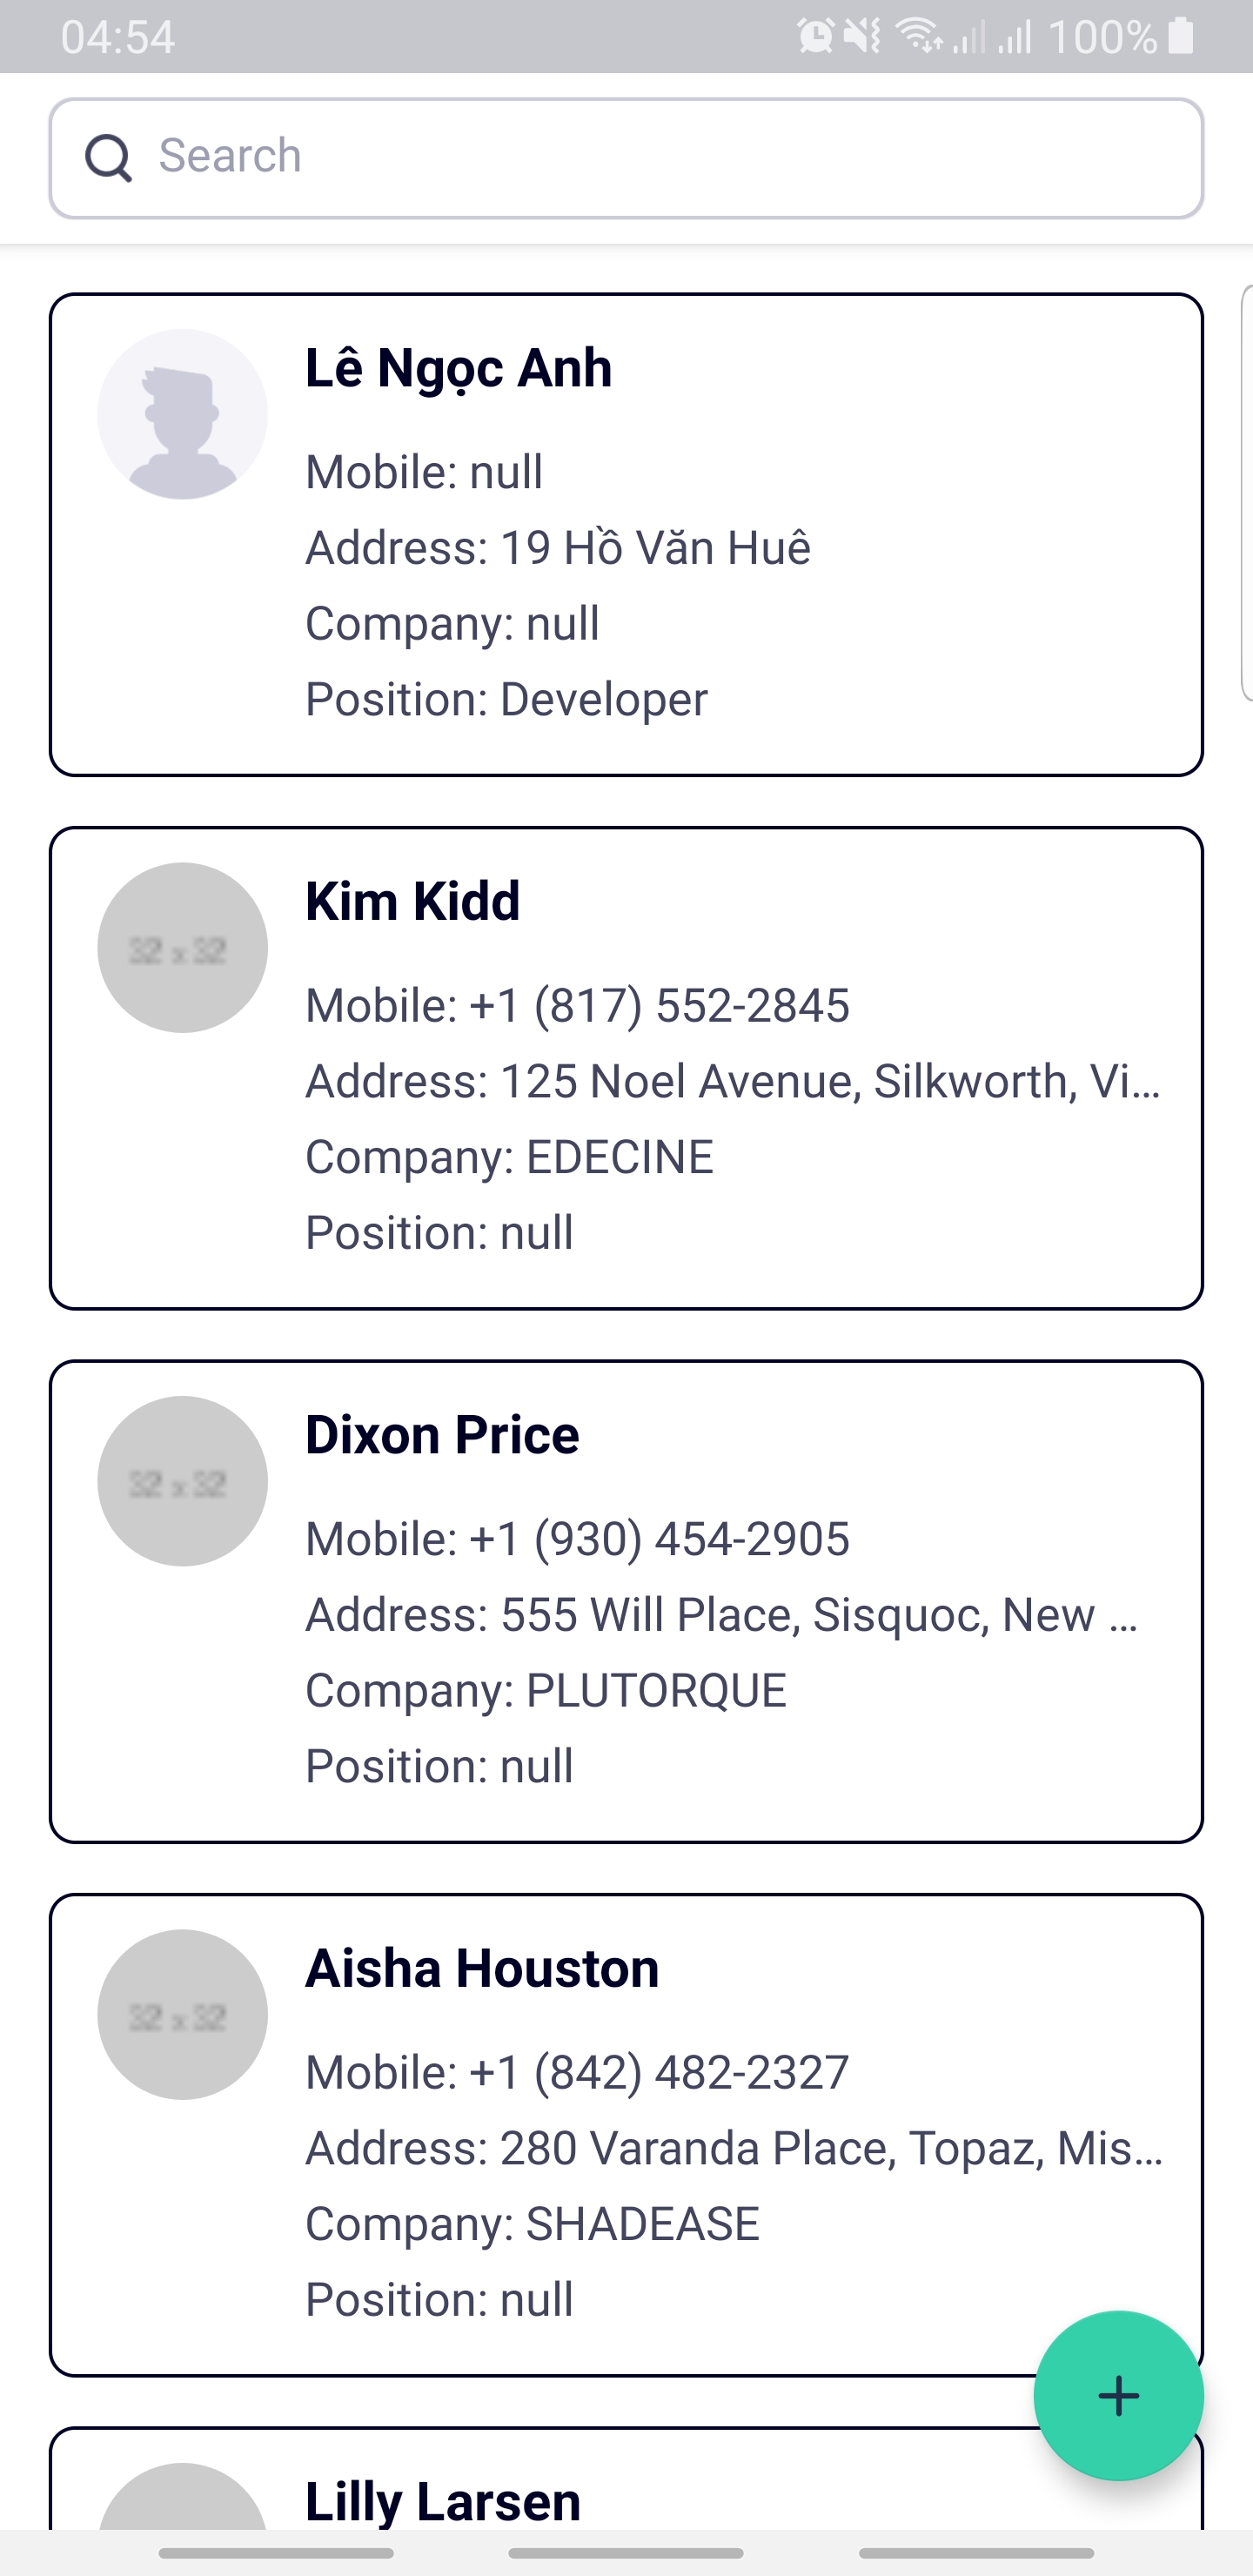 04:54
100%
Search
Lê Ngọc Anh
Mobile: null
Address: 19 Hồ Văn Huê
Company: null
Position: Developer
32 x 32
Kim Kidd
Mobile: +1 (817) 552-2845
Address: 125 Noel Avenue, Silkworth, Vi...
Company: EDECINE
Position: null
32 x 32
Dixon Price
Mobile: +1 (930) 454-2905
Address: 555 Will Place, Sisquoc, New ...
Company: PLUTORQUE
Position: null
32 x 32
Aisha Houston
Mobile: +1 (842) 482-2327
Address: 280 Varanda Place, Topaz, Mis...
Company: SHADEASE
Position: null
Lilly Larsen